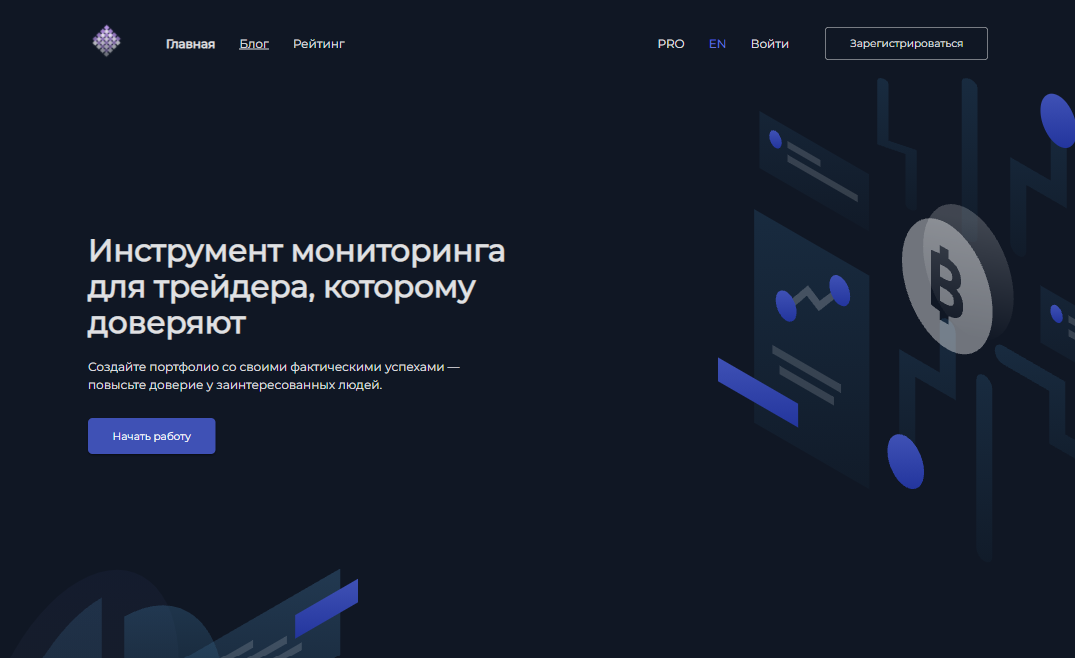 Главная Блог Рейтинг PRO EN Войти Зарегистрироваться
Инструмент мониторинга
для трейдера, которому
доверяют
Создайте портфолио со своими фактическими успехами —
повысьте доверие у заинтересованных людей.
Начать работу